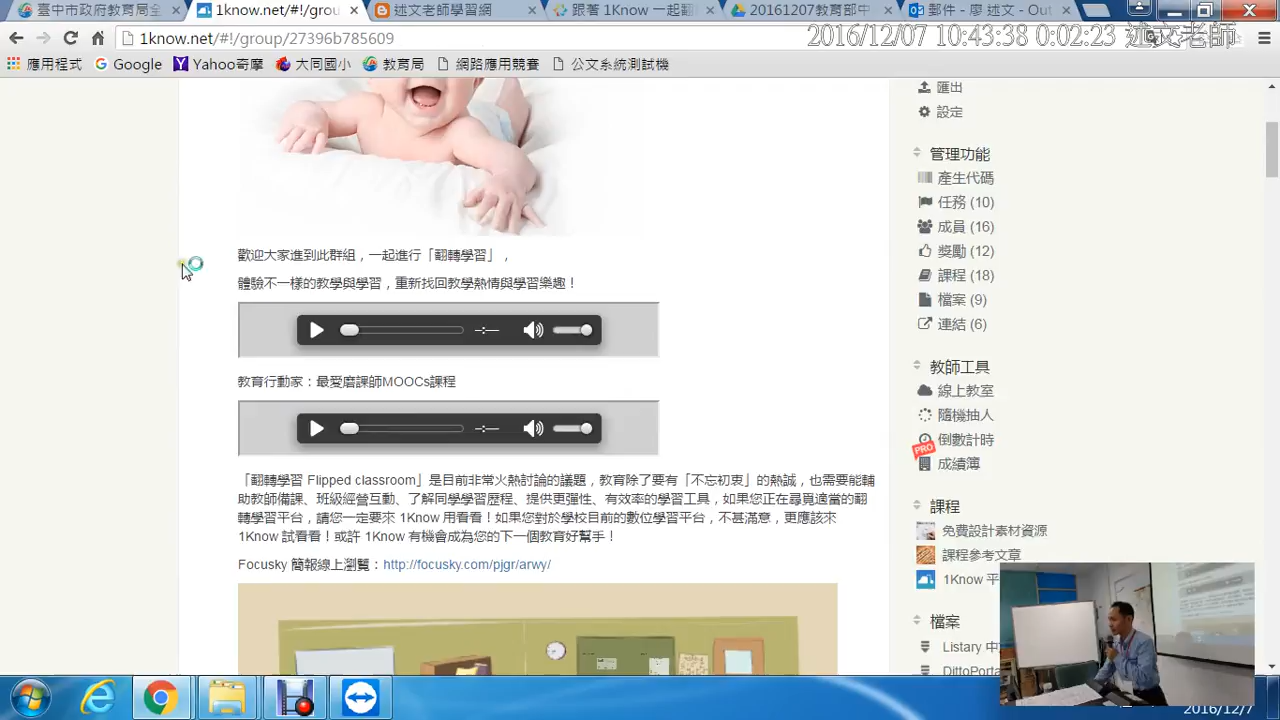 臺中市政府教育局全
1know.net/#!/grou
述文老師學習網
跟著 1Know 一起翻
20161207教育部中
郵件 - 廖 述文 - Out
1know.net/#!/group/27396b785609
2016/12/07 10:43:38 0:02:23 述文老師
應用程式
Google
Yahoo奇摩
大同國小
教育局
網路應用競賽
公文系統測試機
匯出
設定
管理功能
產生代碼
任務 (10)
成員 (16)
獎勵 (12)
課程 (18)
檔案 (9)
連結 (6)
歡迎大家進到此群組，一起進行「翻轉學習」，
體驗不一樣的教學與學習，重新找回教學熱情與學習樂趣！
教育行動家：最愛磨課師MOOCs課程
「翻轉學習 Flipped classroom」是目前非常火熱討論的議題，教育除了要有「不忘初衷」的熱誠，也需要能輔
助教師備課、班級經營互動、了解同學學習歷程、提供更彈性、有效率的學習工具，如果您正在尋覓適當的翻
轉學習平台，請您一定要來 1Know 用看看！如果您對於學校目前的數位學習平台，不甚滿意，更應該來
1Know 試看看！或許 1Know 有機會成為您的下一個教育好幫手！
Focusky 簡報線上瀏覽：http://focusky.com/pjgr/arwy/
教師工具
線上教室
隨機抽人
倒數計時
PRO
成績簿
課程
免費設計素材資源
課程參考文章
1Know 平
檔案
Listary 中
DittoPorta
2016/12/7